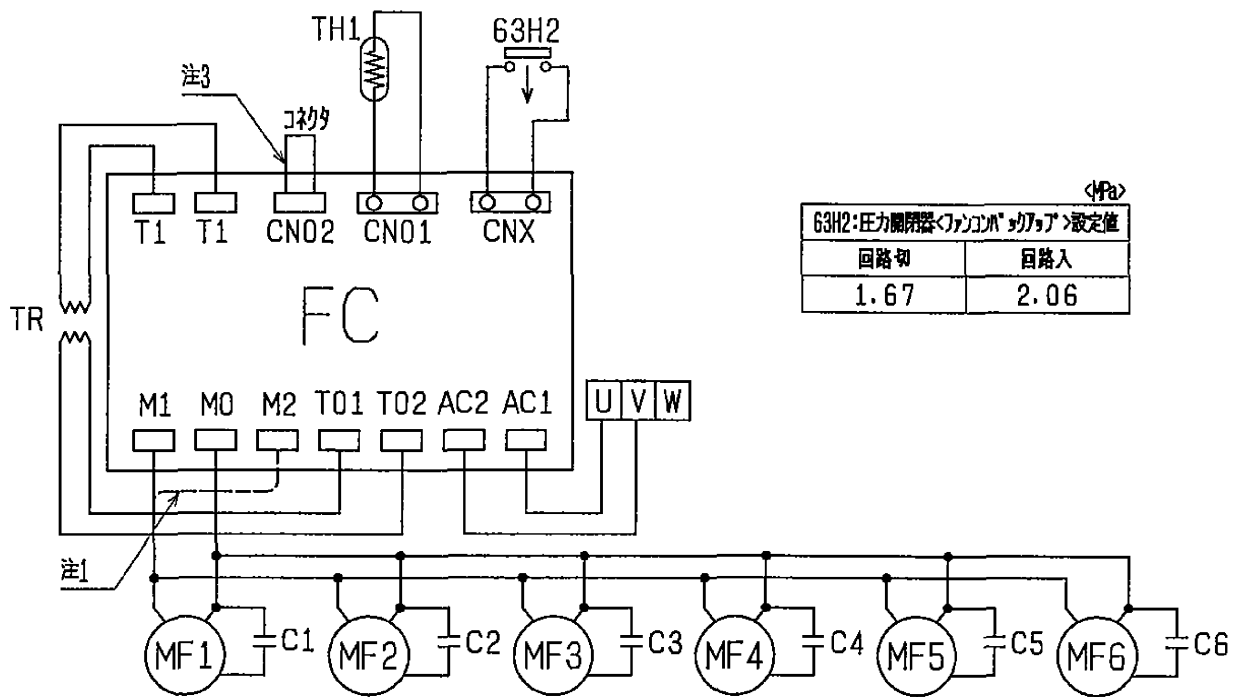 TH1
63H2
注3
コネクタ
T1 T1 CN02 CN01 CNX
<MPa>
63H2:圧力開閉器<ファンコンバックアップ>設定値
回路切 回路入
1.67 2.06
TR
FC
M1 M0 M2 T01 T02 AC2 AC1
U V W
注1
MF1 C1 MF2 C2 MF3 C3 MF4 C4 MF5 C5 MF6 C6